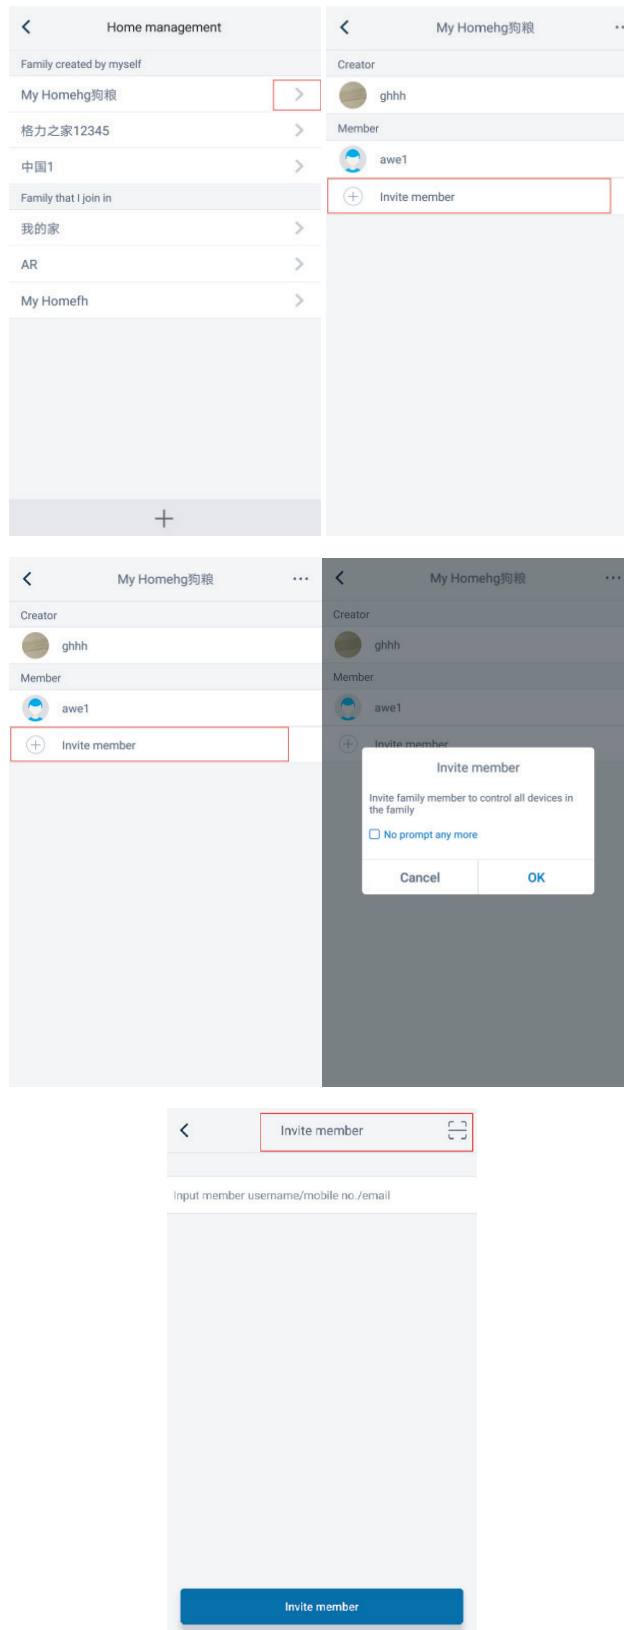 Home management
Family created by myself
My Homehg狗粮
格力之家12345
中国1
Family that I join in
我的家
AR
My Homefh
My Homehg狗粮
Creator
ghhh
Member
awe1
Invite member
My Homehg狗粮
Creator
ghhh
Member
awe1
Invite member
My Homehg狗粮
Creator
ghhh
Member
awe1
Invite member
Invite member
Invite family member to control all devices in
the family
No prompt any more
Cancel OK
Invite member
Input member username/mobile no./email
Invite member